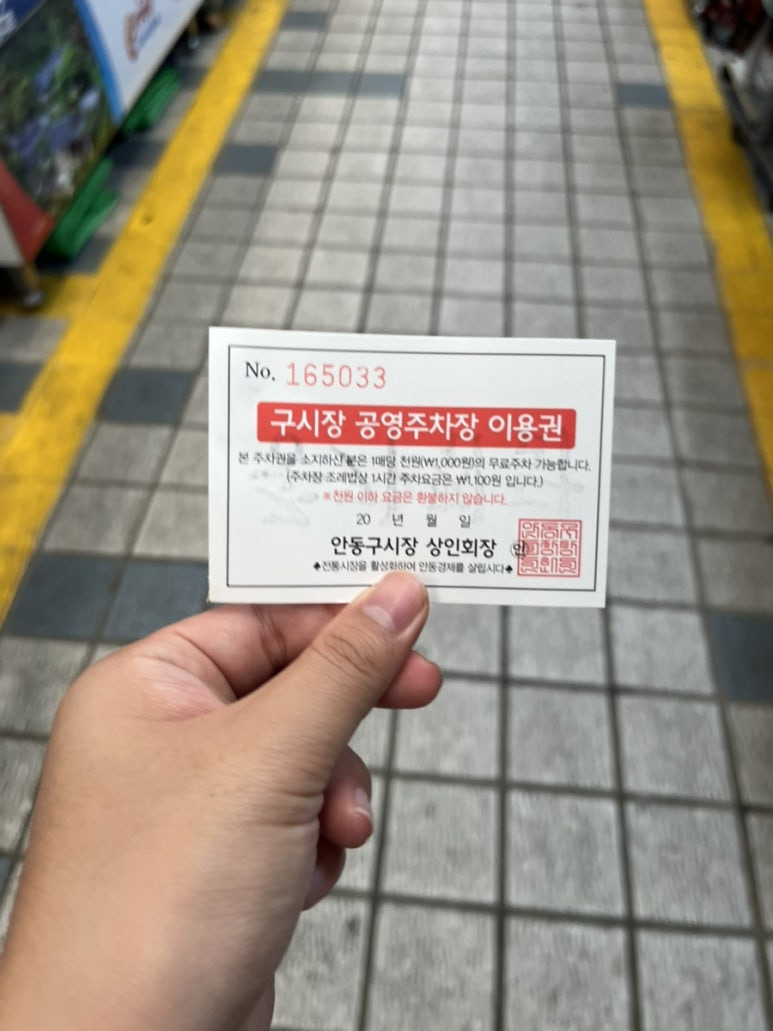 No. 165033
구시장 공영주차장 이용권
본 주차권을 소지하신 분은 1매당 천원(₩1,000원)의 무료주차 가능합니다.
(주차장 조례법상 1시간 주차요금은 ₩1,100원 입니다.)
※천원 이하 요금은 환불하지 않습니다.
20 년 월 일
안동구시장 상인회장 ㊞
♠전통시장을 활성화하여 안동경제를 살립시다♠